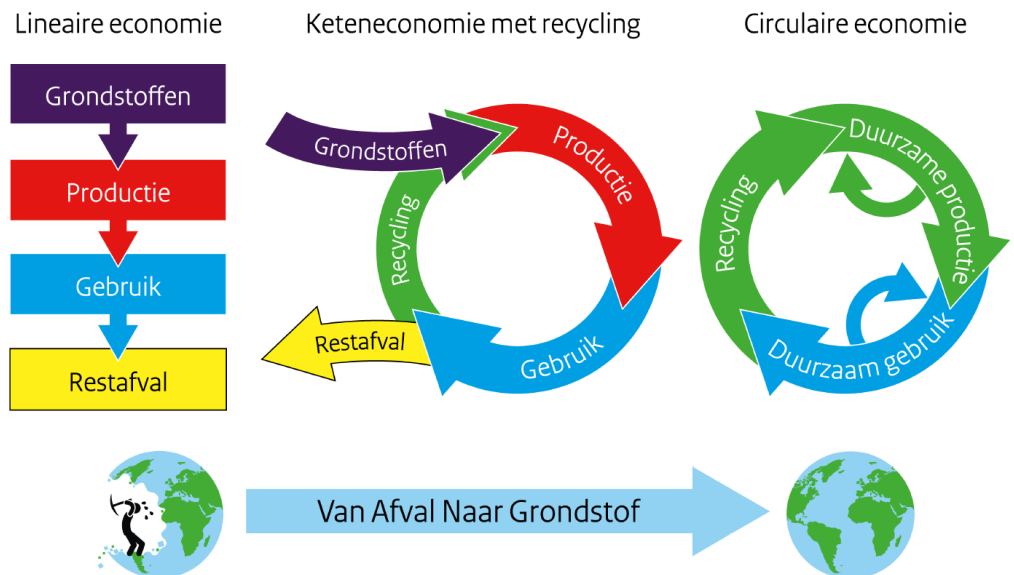 Lineaire economie
Grondstoffen
Productie
Gebruik
Restafval
Keteneconomie met recycling
Grondstoffen
Productie
Recycling
Restafval
Gebruik
Circulaire economie
Duurzame productie
Recycling
Duurzaam gebruik
Van Afval Naar Grondstof